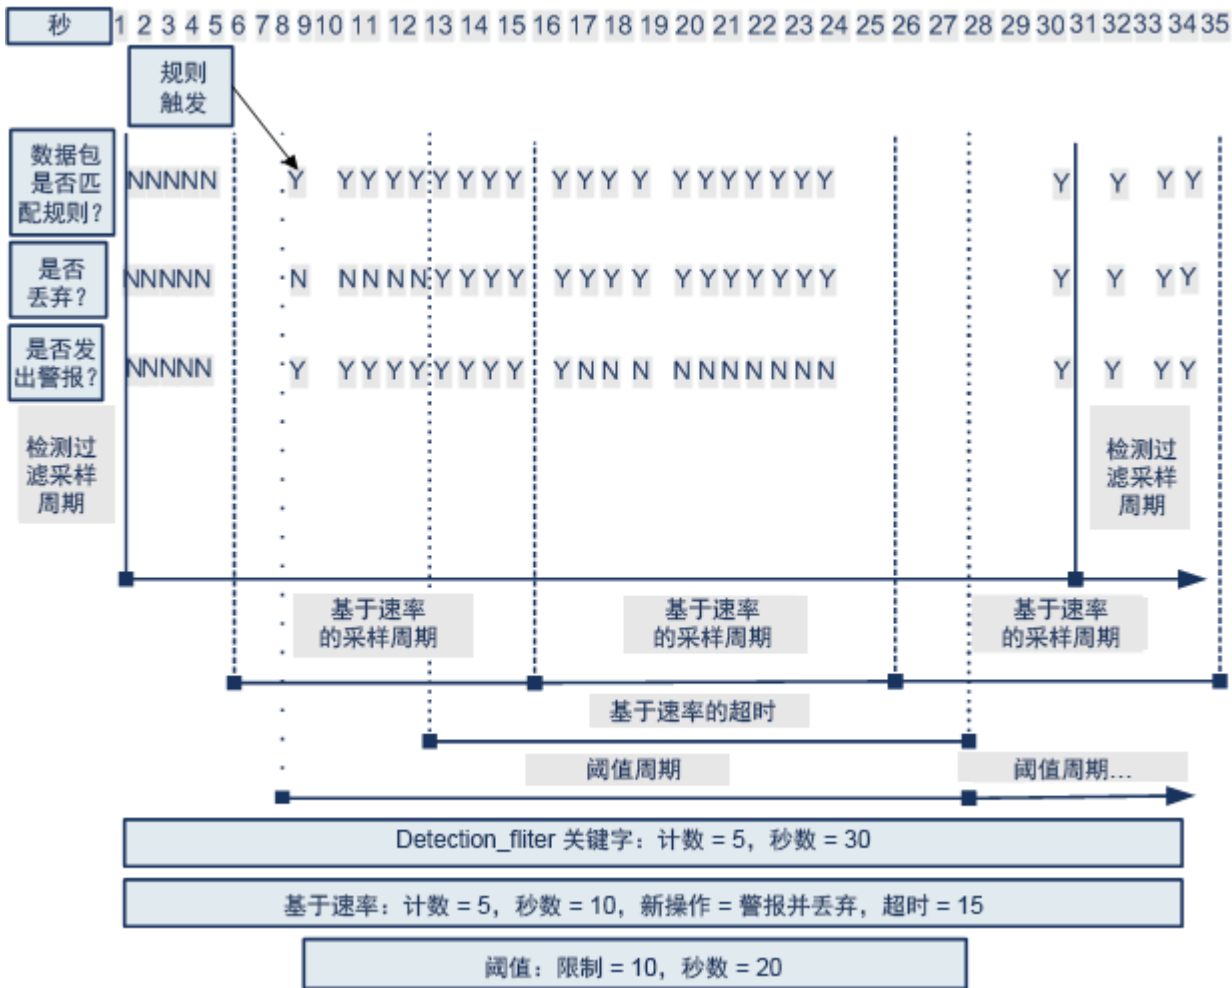 秒 1 2 3 4 5 6 7 8 9 10 11 12 13 14 15 16 17 18 19 20 21 22 23 24 25 26 27 28 29 30 31 32 33 34 35
规则
触发
数据包
是否匹
配规则?
NNNNN Y YYYYYYYY YYY Y YYYYYYY Y Y YY
是否
丢弃?
NNNNN N NNNNYYYY YYY Y YYYYYYY Y Y YY
是否发
出警报?
NNNNN Y YYYYYYYY YNN N NNNNNNN Y Y YY
检测过
滤采样
周期
检测过
滤采样
周期
基于速率
的采样周期
基于速率
的采样周期
基于速率
的采样周期
基于速率的超时
阈值周期
阈值周期...
Detection_fliter 关键字：计数 = 5，秒数 = 30
基于速率：计数 = 5，秒数 = 10，新操作 = 警报并丢弃，超时 = 15
阈值：限制 = 10，秒数 = 20